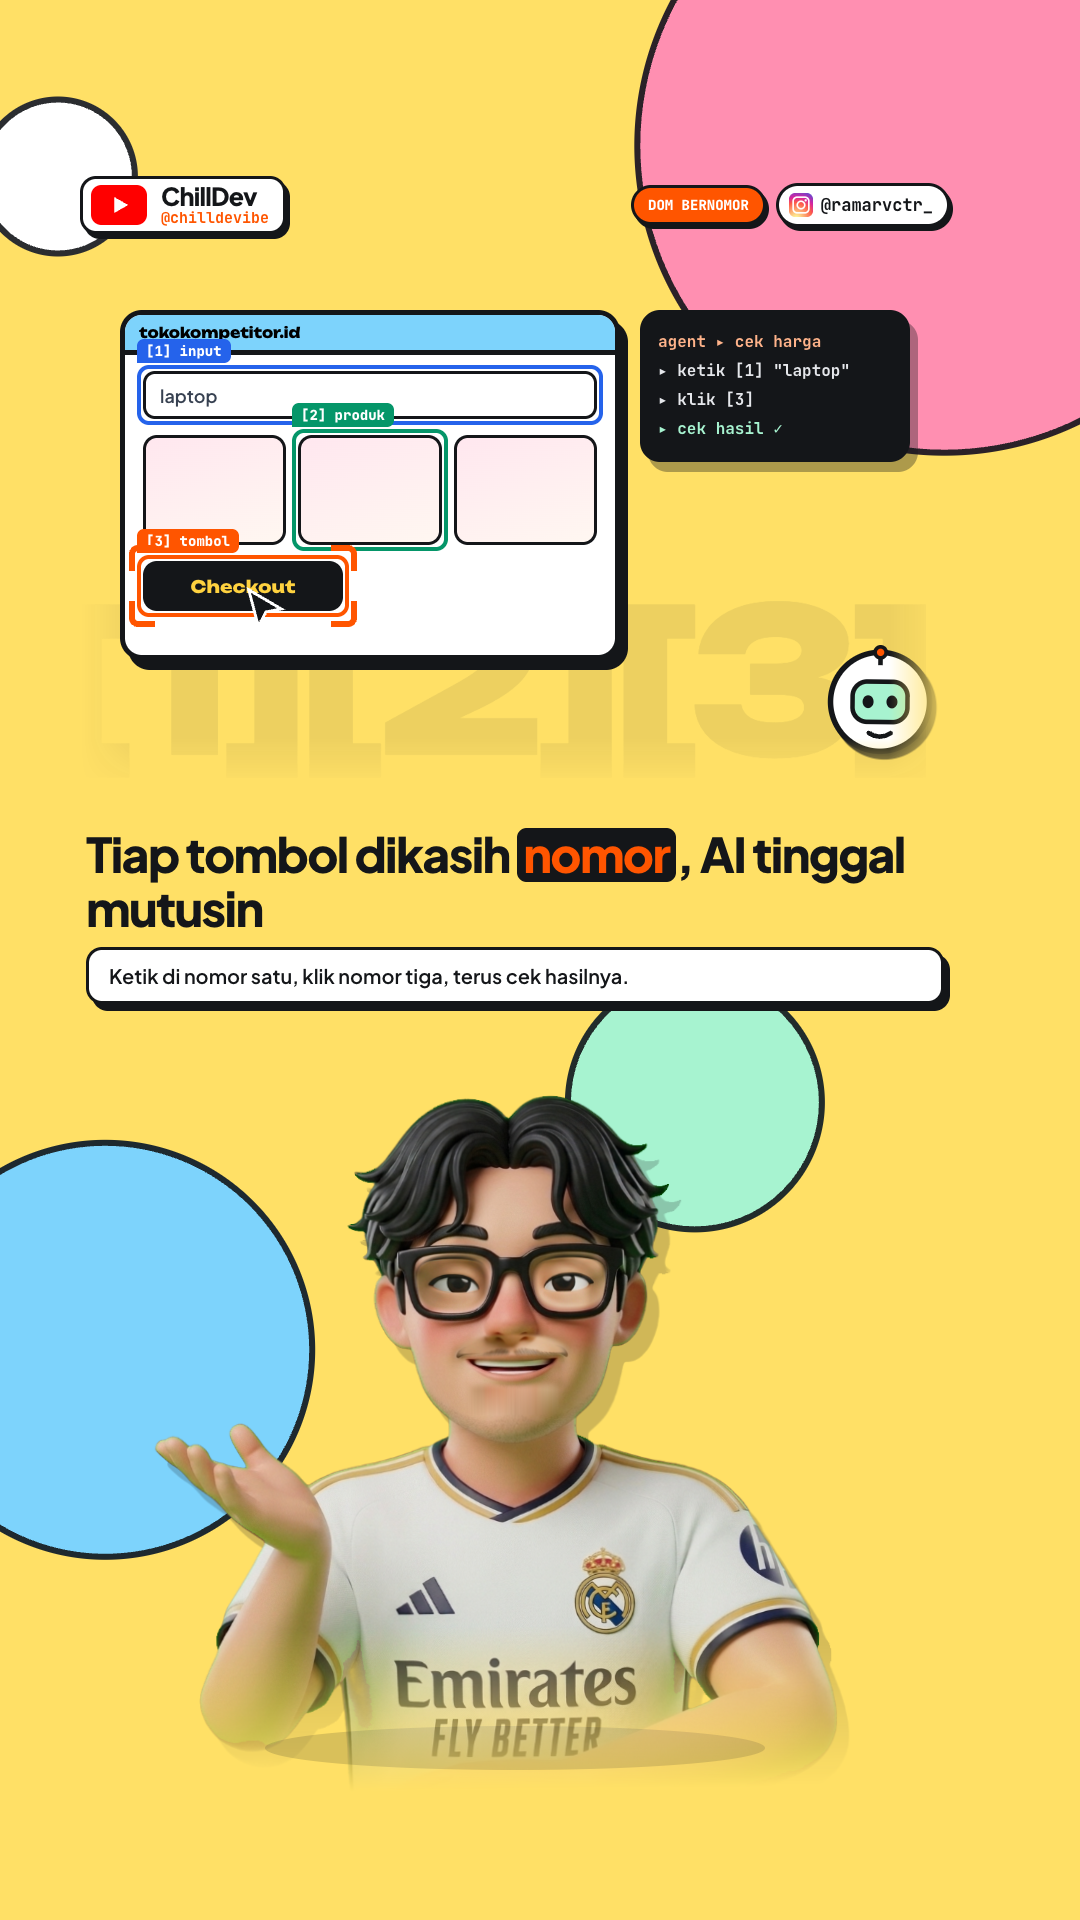 ChillDev
@chilldevibe
DOM BERNOMOR
@ramarvctr_
tokokompetitor.id
[1] input
laptop
[2] produk
[3] tombol
Checkout
agent ▸ cek harga
▸ ketik [1] "laptop"
▸ klik [3]
▸ cek hasil ✓
[1][2][3]
Tiap tombol dikasih nomor, AI tinggal
mutusin
Ketik di nomor satu, klik nomor tiga, terus cek hasilnya.
Emirates
FLY BETTER